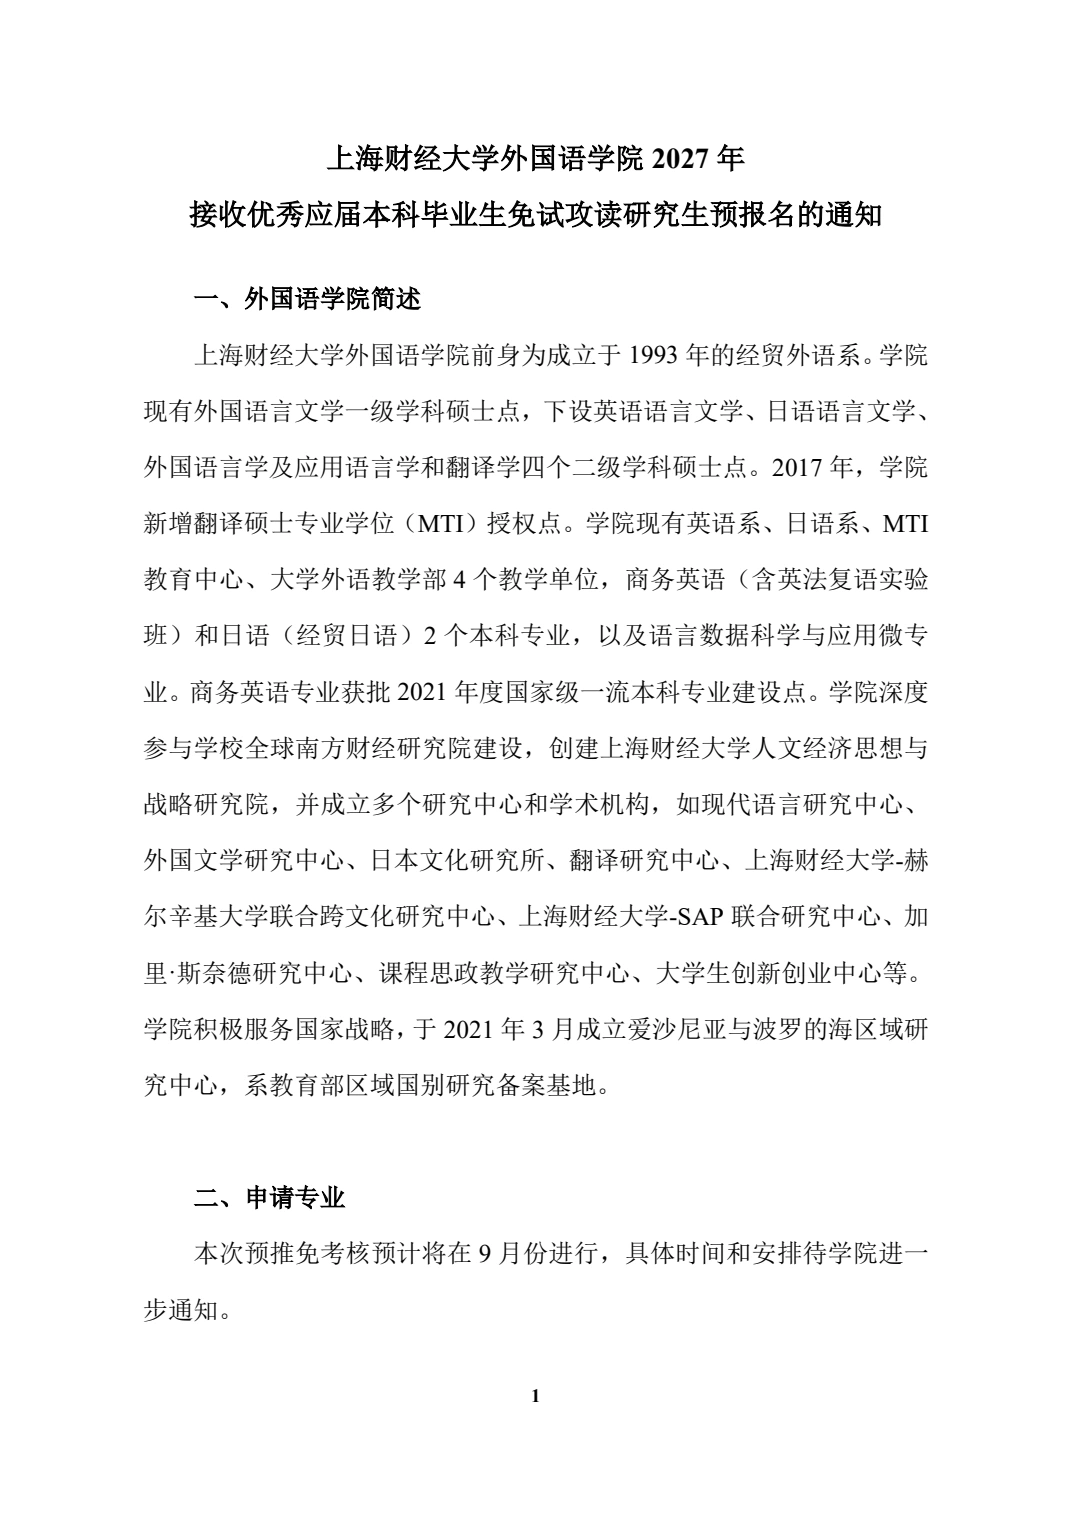 上海财经大学外国语学院 2027 年
接收优秀应届本科毕业生免试攻读研究生预报名的通知
一、外国语学院简述
上海财经大学外国语学院前身为成立于 1993 年的经贸外语系。学院
现有外国语言文学一级学科硕士点，下设英语语言文学、日语语言文学、
外国语言学及应用语言学和翻译学四个二级学科硕士点。2017 年，学院
新增翻译硕士专业学位（MTI）授权点。学院现有英语系、日语系、MTI
教育中心、大学外语教学部 4 个教学单位，商务英语（含英法复语实验
班）和日语（经贸日语）2 个本科专业，以及语言数据科学与应用微专
业。商务英语专业获批 2021 年度国家级一流本科专业建设点。学院深度
参与学校全球南方财经研究院建设，创建上海财经大学人文经济思想与
战略研究院，并成立多个研究中心和学术机构，如现代语言研究中心、
外国文学研究中心、日本文化研究所、翻译研究中心、上海财经大学-赫
尔辛基大学联合跨文化研究中心、上海财经大学-SAP 联合研究中心、加
里·斯奈德研究中心、课程思政教学研究中心、大学生创新创业中心等。
学院积极服务国家战略，于 2021 年 3 月成立爱沙尼亚与波罗的海区域研
究中心，系教育部区域国别研究备案基地。
二、申请专业
本次预推免考核预计将在 9 月份进行，具体时间和安排待学院进一
步通知。
1